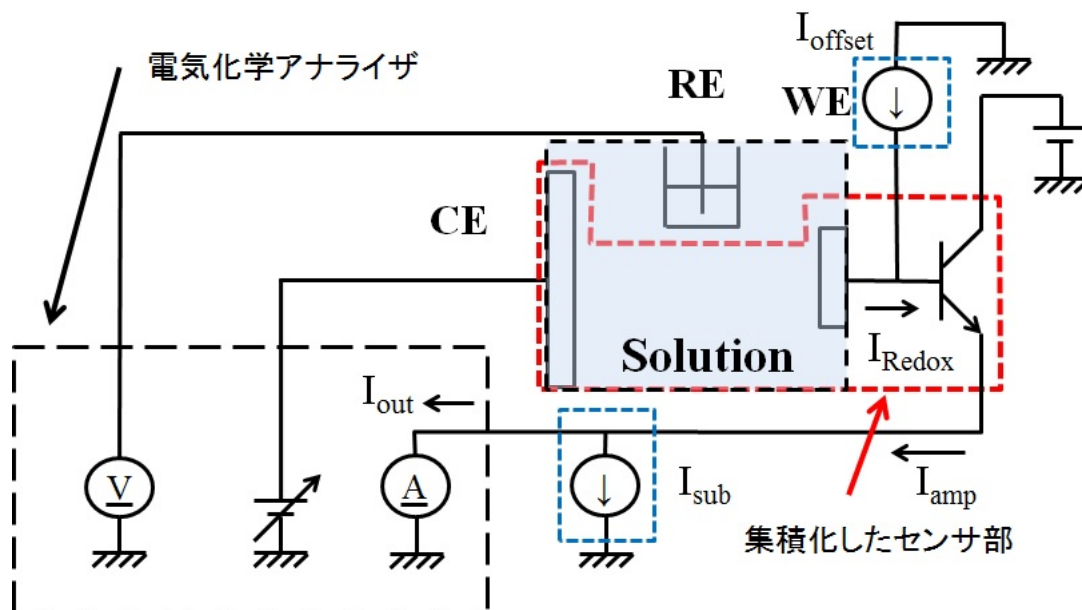 I_offset
電気化学アナライザ
RE
WE
CE
Solution
I_Redox
I_out
V
A
I_sub
I_amp
集積化したセンサ部